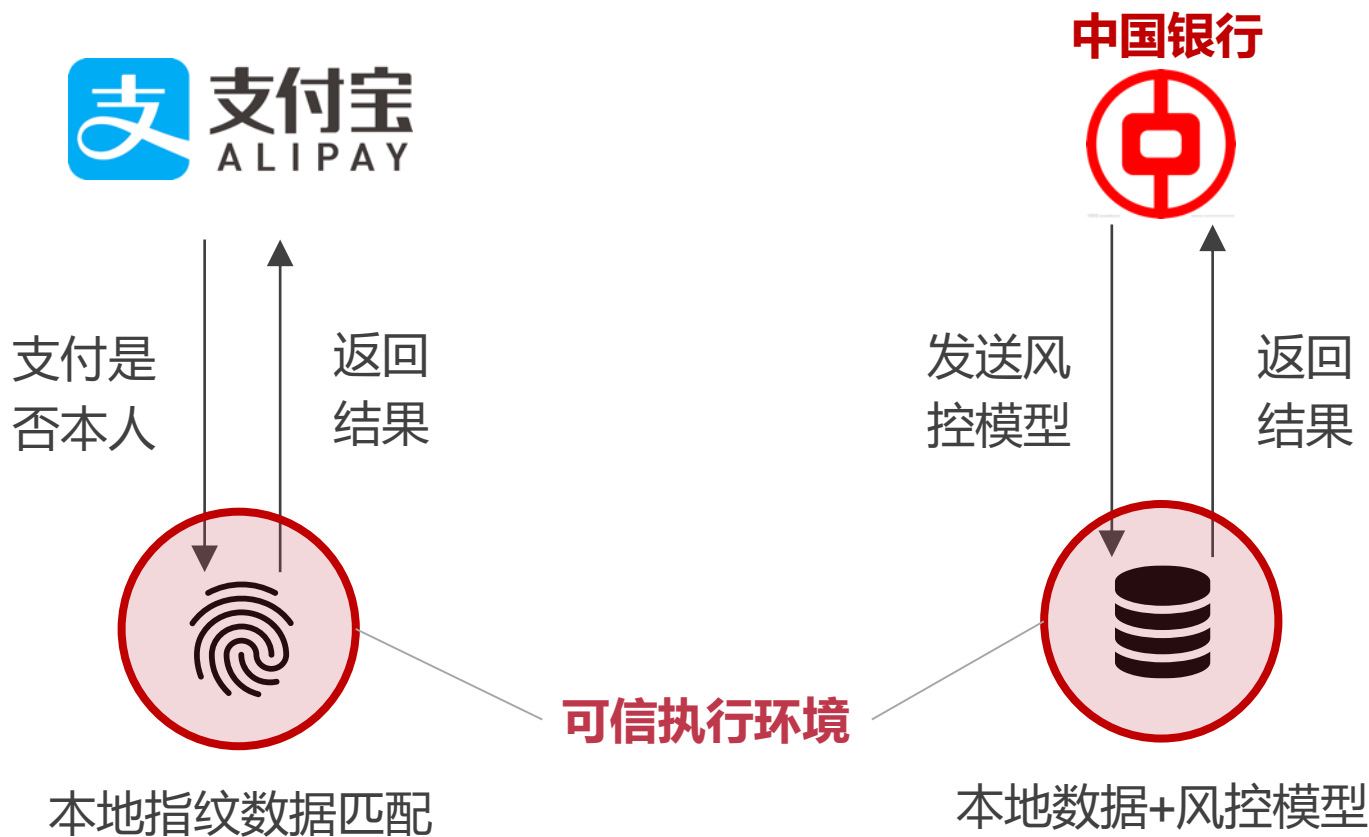 中国银行
支付宝
ALIPAY
支付是
否本人
返回
结果
发送风
控模型
返回
结果
可信执行环境
本地指纹数据匹配
本地数据+风控模型